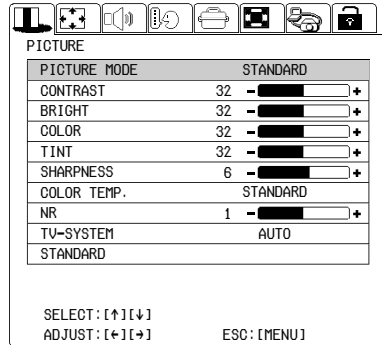 PICTURE
PICTURE MODE STANDARD
CONTRAST 32 - +
BRIGHT 32 - +
COLOR 32 - +
TINT 32 - +
SHARPNESS 6 - +
COLOR TEMP. STANDARD
NR 1 - +
TV-SYSTEM AUTO
STANDARD
SELECT:[↑][↓]
ADJUST:[←][→] ESC:[MENU]